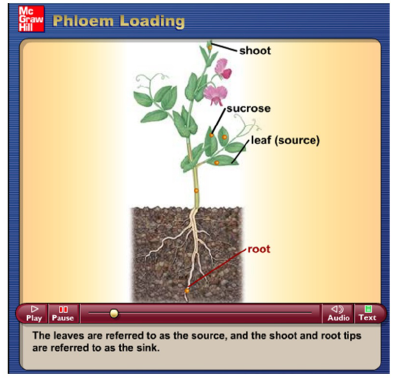 Mc
Graw
Hill
Phloem Loading
shoot
sucrose
leaf (source)
root
Play
Pause
Audio
Text
The leaves are referred to as the source, and the shoot and root tips
are referred to as the sink.